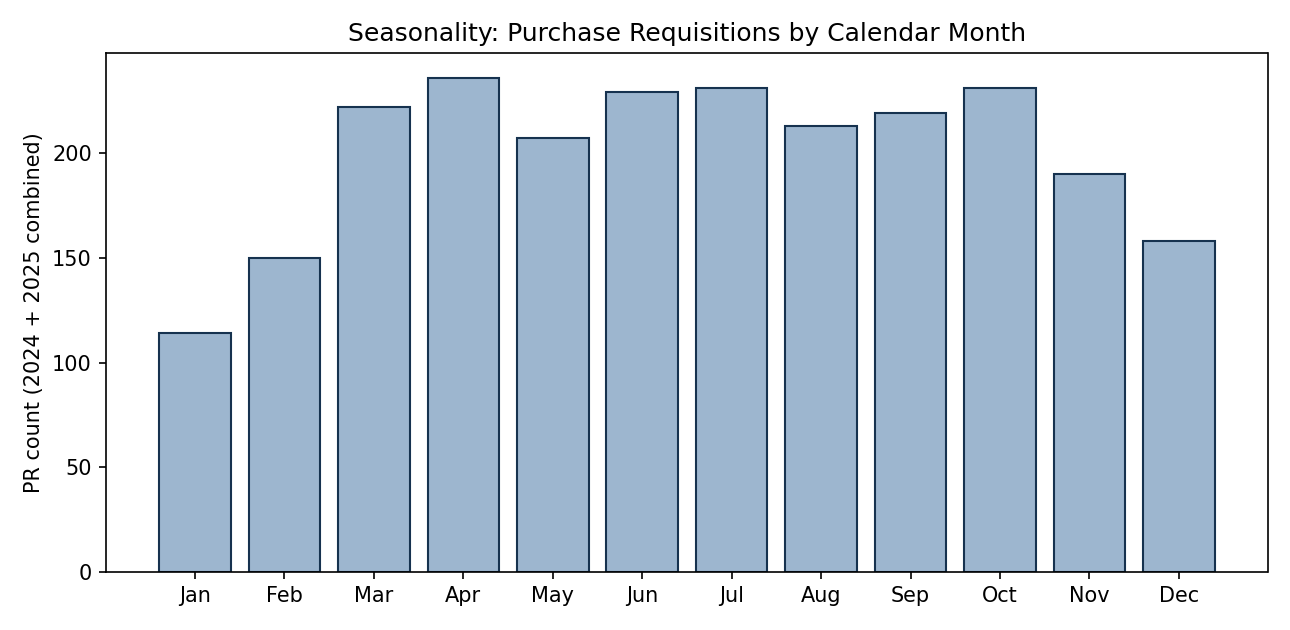 Seasonality: Purchase Requisitions by Calendar Month
PR count (2024 + 2025 combined)
200
150
100
50
0
Jan Feb Mar Apr May Jun Jul Aug Sep Oct Nov Dec